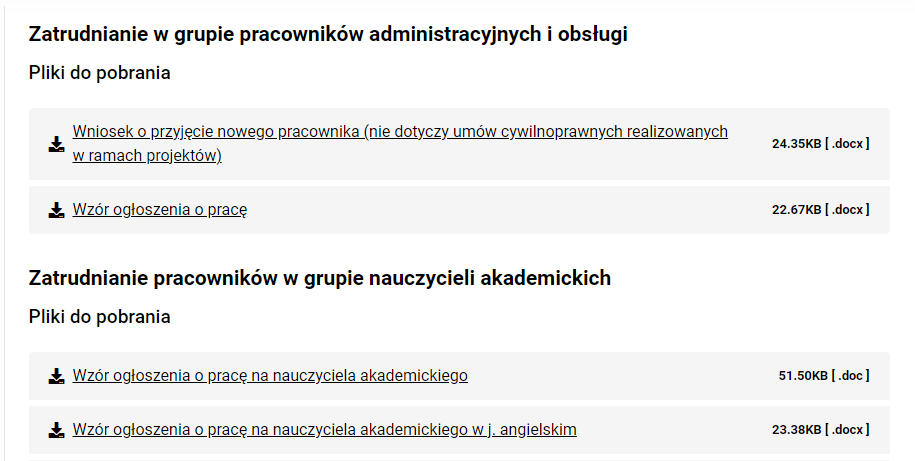 Zatrudnianie w grupie pracowników administracyjnych i obsługi
Pliki do pobrania
Wniosek o przyjęcie nowego pracownika (nie dotyczy umów cywilnoprawnych realizowanych
w ramach projektów)
24.35KB [ .docx ]
Wzór ogłoszenia o pracę
22.67KB [ .docx ]
Zatrudnianie pracowników w grupie nauczycieli akademickich
Pliki do pobrania
Wzór ogłoszenia o pracę na nauczyciela akademickiego
51.50KB [ .doc ]
Wzór ogłoszenia o pracę na nauczyciela akademickiego w j. angielskim
23.38KB [ .docx ]